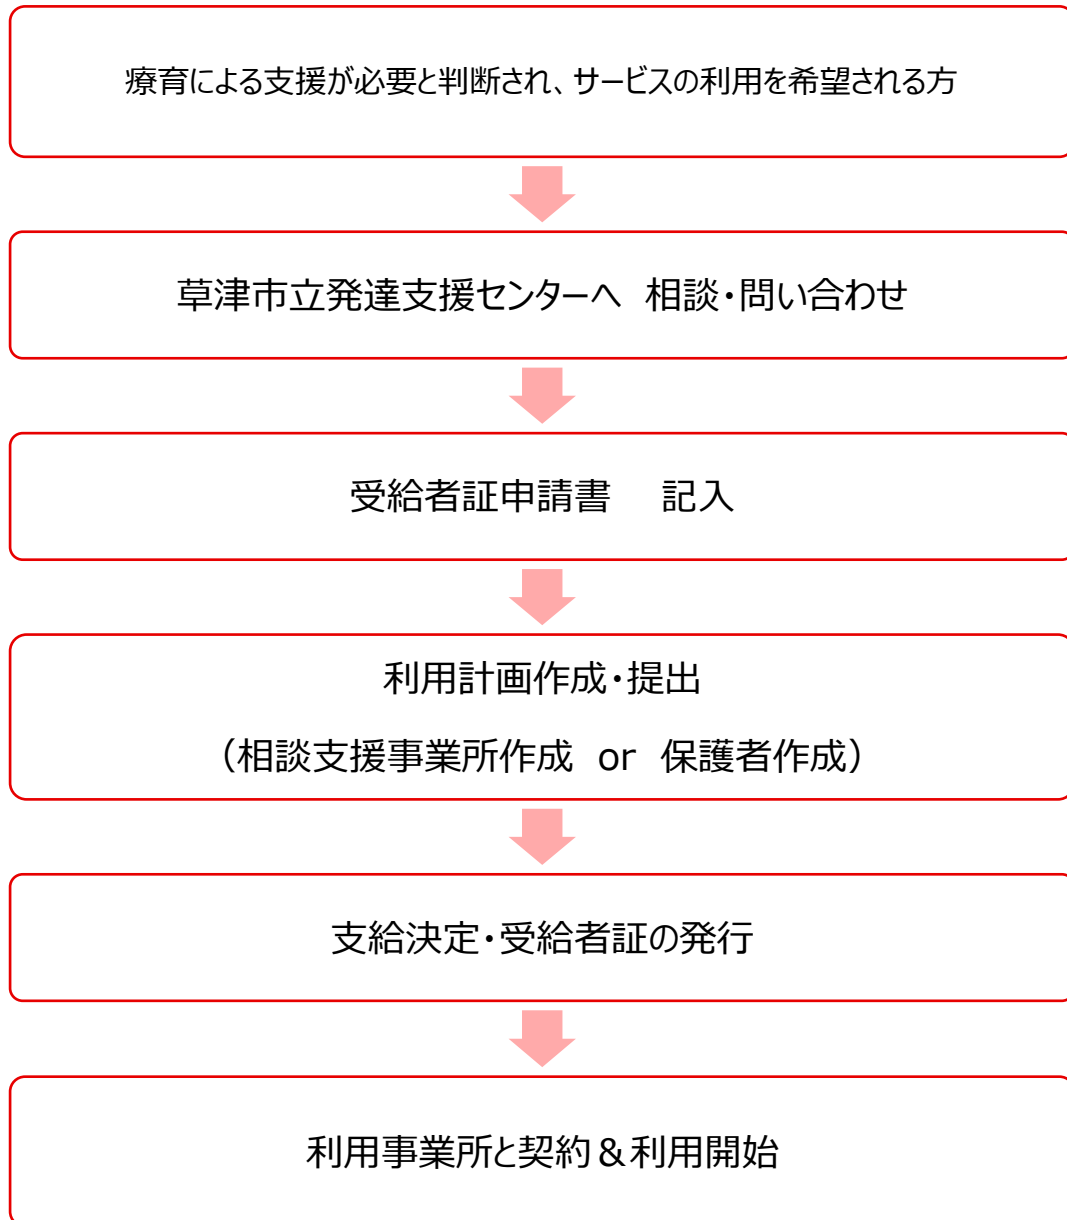 療育による支援が必要と判断され、サービスの利用を希望される方
草津市立発達支援センターへ 相談・問い合わせ
受給者証申請書 記入
利用計画作成・提出
（相談支援事業所作成 or 保護者作成）
支給決定・受給者証の発行
利用事業所と契約＆利用開始